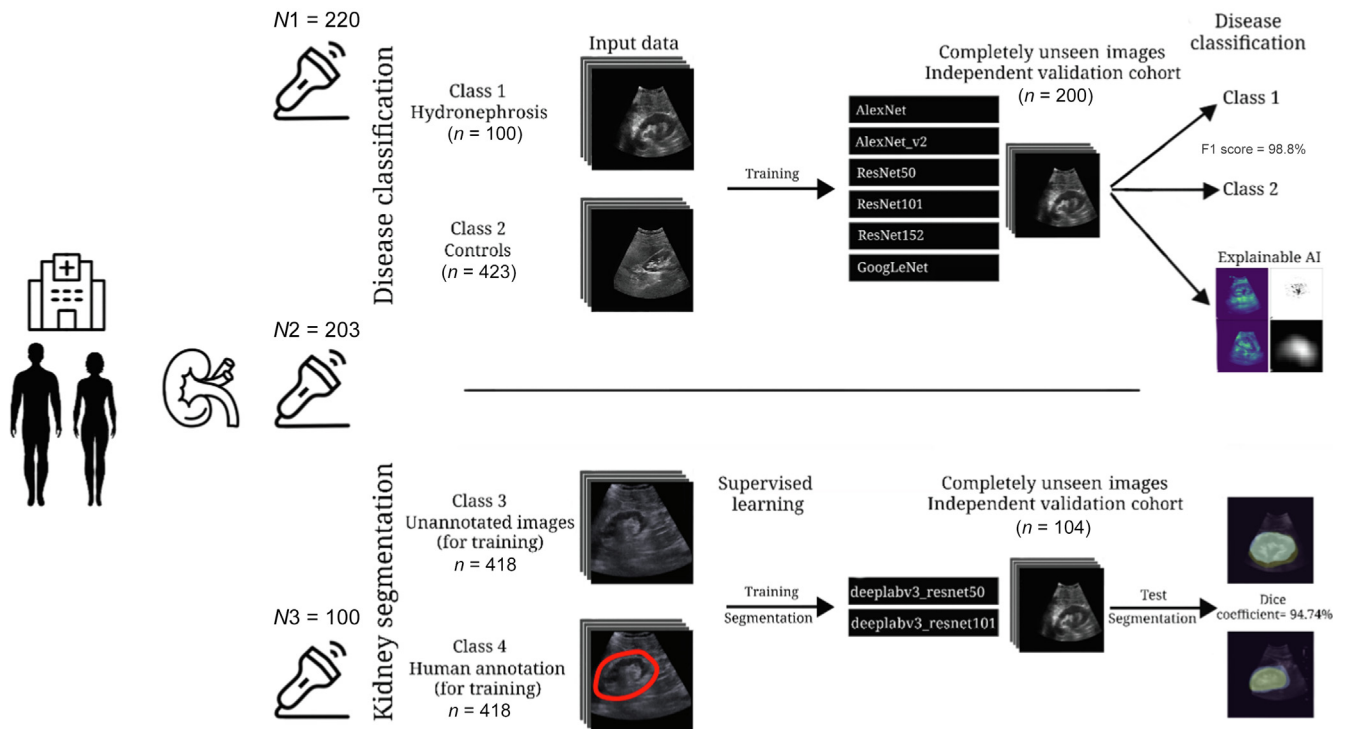 N1 = 220
N2 = 203
N3 = 100
Disease classification
Input data
Class 1
Hydronephrosis
(n = 100)
Class 2
Controls
(n = 423)
Training
Completely unseen images
Independent validation cohort
(n = 200)
AlexNet
AlexNet_v2
ResNet50
ResNet101
ResNet152
GoogLeNet
Disease
classification
Class 1
F1 score = 98.8%
Class 2
Explainable AI
Kidney segmentation
Class 3
Unannotated images
(for training)
n = 418
Class 4
Human annotation
(for training)
n = 418
Supervised
learning
Training
Segmentation
Completely unseen images
Independent validation cohort
(n = 104)
deeplabv3_resnet50
deeplabv3_resnet101
Test
Segmentation
Dice
coefficient= 94.74%